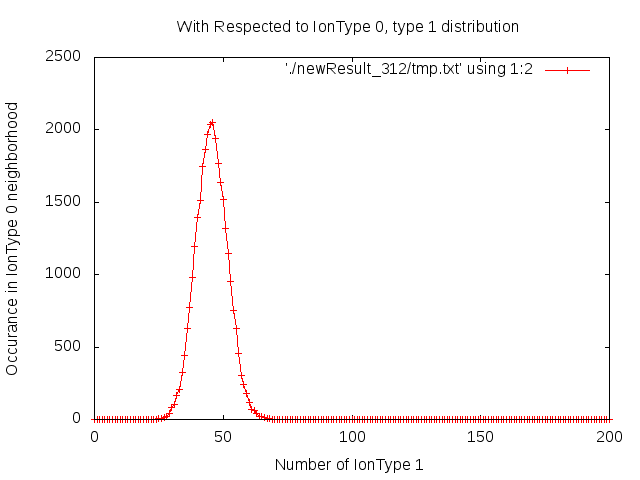 With Respected to IonType 0, type 1 distribution
2500
'./newResult_312/tmp.txt' using 1:2
2000
1500
1000
500
0
Occurance in IonType 0 neighborhood
0 50 100 150 200
Number of IonType 1